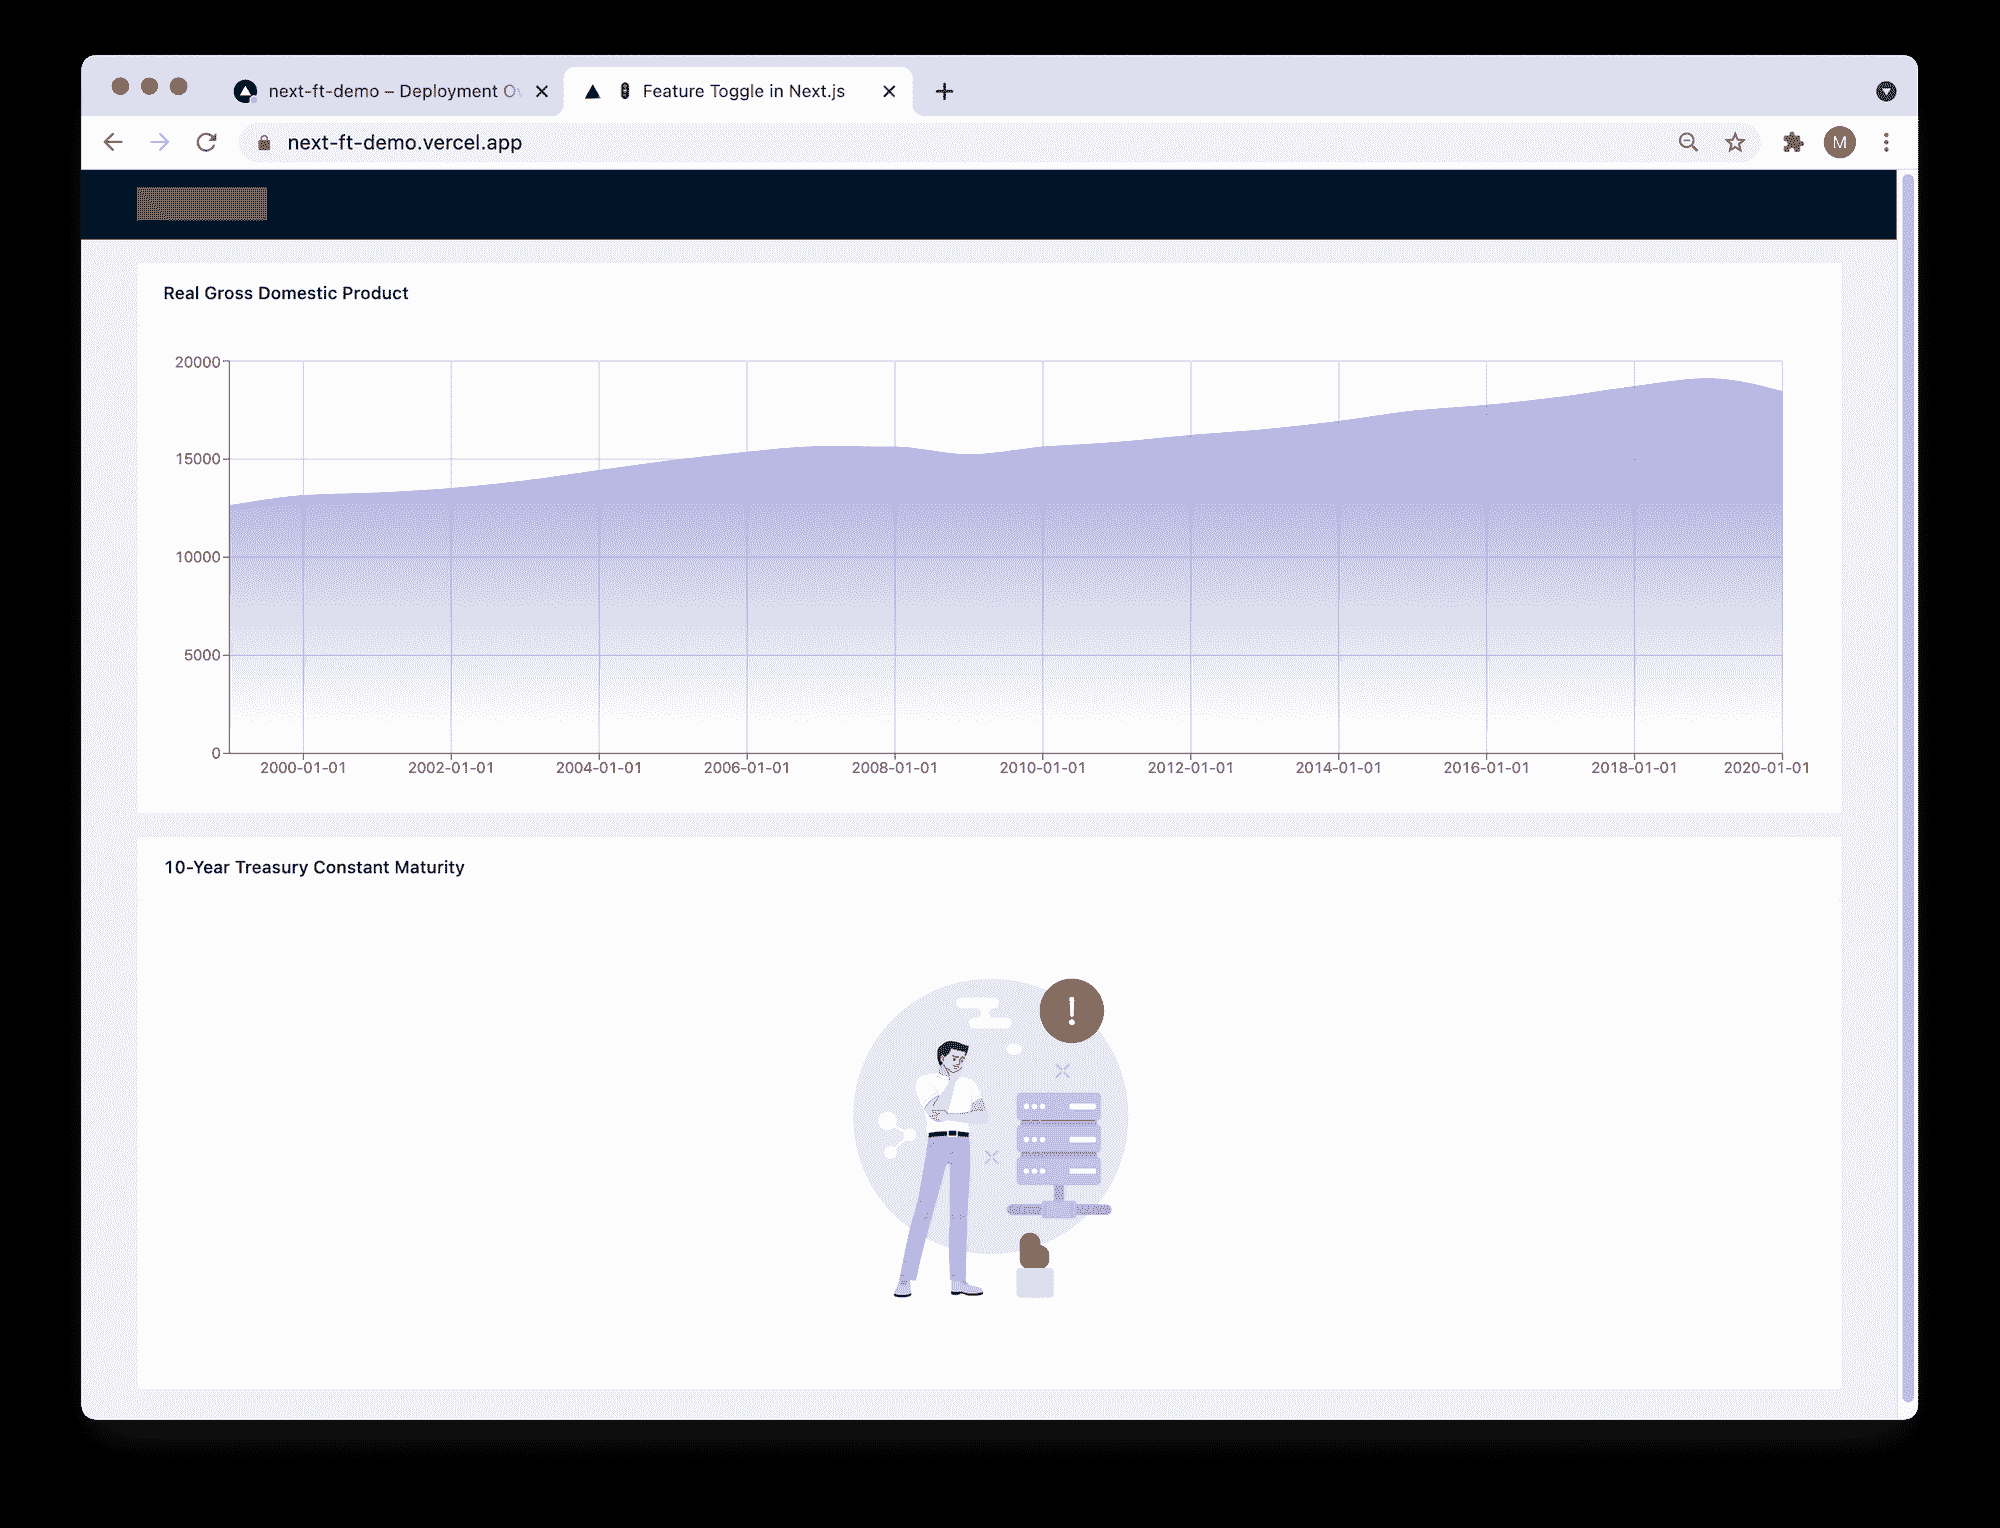 next-ft-demo – Deployment Ov
Feature Toggle in Next.js
next-ft-demo.vercel.app
M
Real Gross Domestic Product
20000
15000
10000
5000
0
2000-01-01 2002-01-01 2004-01-01 2006-01-01 2008-01-01 2010-01-01 2012-01-01 2014-01-01 2016-01-01 2018-01-01 2020-01-01
10-Year Treasury Constant Maturity
!